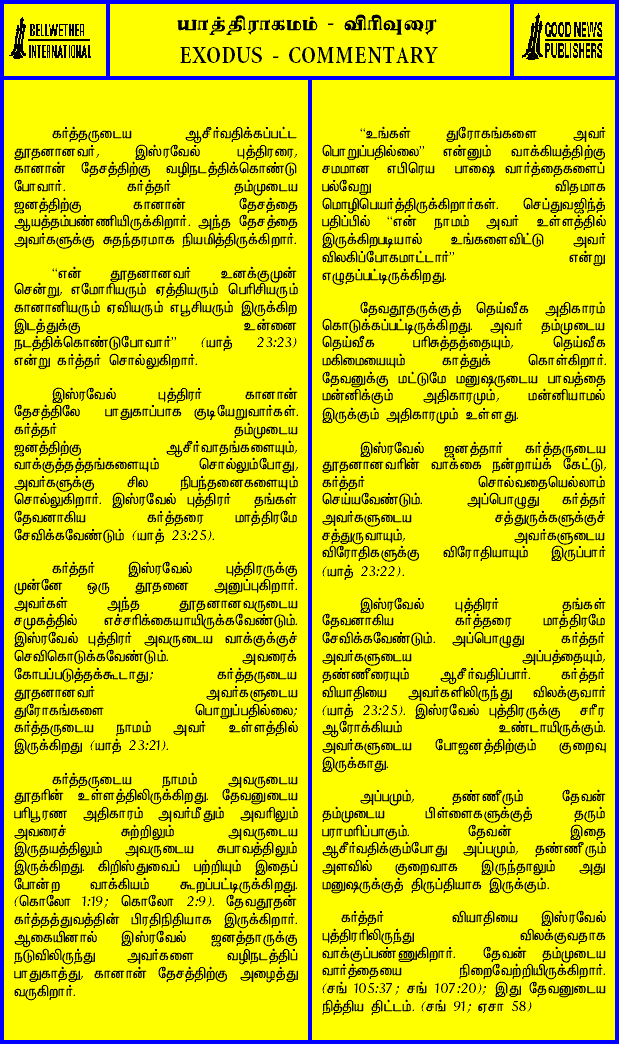 BELLWETHER
INTERNATIONAL
யாத்திராகமம் - விரிவுரை
EXODUS - COMMENTARY
GOOD NEWS
PUBLISHERS
கர்த்தருடைய ஆசீர்வதிக்கப்பட்ட
தூதனானவர், இஸ்ரவேல் புத்திரரை,
கானான் தேசத்திற்கு வழிநடத்திக்கொண்டு
போவார். கர்த்தர் தம்முடைய
ஜனத்திற்கு கானான் தேசத்தை
ஆயத்தம்பண்ணியிருக்கிறார். அந்த தேசத்தை
அவர்களுக்கு சுதந்தரமாக நியமித்திருக்கிறார்.
“என் தூதனானவர் உனக்குமுன்
சென்று, எமோரியரும் ஏத்தியரும் பெரிசியரும்
கானானியரும் ஏவியரும் எபூசியரும் இருக்கிற
இடத்துக்கு உன்னை
நடத்திக்கொண்டுபோவார்” (யாத் 23:23)
என்று கர்த்தர் சொல்லுகிறார்.
இஸ்ரவேல் புத்திரர் கானான்
தேசத்திலே பாதுகாப்பாக குடியேறுவார்கள்.
கர்த்தர் தம்முடைய
ஜனத்திற்கு ஆசீர்வாதங்களையும்,
வாக்குத்தத்தங்களையும் சொல்லும்போது,
அவர்களுக்கு சில நிபந்தனைகளையும்
சொல்லுகிறார். இஸ்ரவேல் புத்திரர் தங்கள்
தேவனாகிய கர்த்தரை மாத்திரமே
சேவிக்கவேண்டும் (யாத் 23:25).
கர்த்தர் இஸ்ரவேல் புத்திரருக்கு
முன்னே ஒரு தூதனை அனுப்புகிறார்.
அவர்கள் அந்த தூதனானவருடைய
சமுகத்தில் எச்சரிக்கையாயிருக்கவேண்டும்.
இஸ்ரவேல் புத்திரர் அவருடைய வாக்குக்குச்
செவிகொடுக்கவேண்டும். அவரைக்
கோபப்படுத்தக்கூடாது; கர்த்தருடைய
தூதனானவர் அவர்களுடைய
துரோகங்களை பொறுப்பதில்லை;
கர்த்தருடைய நாமம் அவர் உள்ளத்தில்
இருக்கிறது (யாத் 23:21).
கர்த்தருடைய நாமம் அவருடைய
தூதரின் உள்ளத்திலிருக்கிறது. தேவனுடைய
பரிபூரண அதிகாரம் அவர்மீதும் அவரிலும்
அவரைச் சுற்றிலும் அவருடைய
இருதயத்திலும் அவருடைய சுபாவத்திலும்
இருக்கிறது. கிறிஸ்துவைப் பற்றியும் இதைப்
போன்ற வாக்கியம் கூறப்பட்டிருக்கிறது.
(கொலோ 1:19; கொலோ 2:9). தேவதூதன்
கர்த்தத்துவத்தின் பிரதிநிதியாக இருக்கிறார்.
ஆகையினால் இஸ்ரவேல் ஜனத்தாருக்கு
நடுவிலிருந்து அவர்களை வழிநடத்திப்
பாதுகாத்து, கானான் தேசத்திற்கு அழைத்து
வருகிறார்.
“உங்கள் துரோகங்களை அவர்
பொறுப்பதில்லை” என்னும் வாக்கியத்திற்கு
சமமான எபிரெய பாஷை வார்த்தைகளைப்
பல்வேறு விதமாக
மொழிபெயர்த்திருக்கிறார்கள். செப்துவஜிந்த்
பதிப்பில் “என் நாமம் அவர் உள்ளத்தில்
இருக்கிறபடியால் உங்களைவிட்டு அவர்
விலகிப்போகமாட்டார்” என்று
எழுதப்பட்டிருக்கிறது.
தேவதூதருக்குத் தெய்வீக அதிகாரம்
கொடுக்கப்பட்டிருக்கிறது. அவர் தம்முடைய
தெய்வீக பரிசுத்தத்தையும், தெய்வீக
மகிமையையும் காத்துக் கொள்கிறார்.
தேவனுக்கு மட்டுமே மனுஷருடைய பாவத்தை
மன்னிக்கும் அதிகாரமும், மன்னியாமல்
இருக்கும் அதிகாரமும் உள்ளது.
இஸ்ரவேல் ஜனத்தார் கர்த்தருடைய
தூதனானவரின் வாக்கை நன்றாய்க் கேட்டு,
கர்த்தர் சொல்வதையெல்லாம்
செய்யவேண்டும். அப்பொழுது கர்த்தர்
அவர்களுடைய சத்துருக்களுக்குச்
சத்துருவாயும், அவர்களுடைய
விரோதிகளுக்கு விரோதியாயும் இருப்பார்
(யாத் 23:22).
இஸ்ரவேல் புத்திரர் தங்கள்
தேவனாகிய கர்த்தரை மாத்திரமே
சேவிக்கவேண்டும். அப்பொழுது கர்த்தர்
அவர்களுடைய அப்பத்தையும்,
தண்ணீரையும் ஆசீர்வதிப்பார். கர்த்தர்
வியாதியை அவர்களிலிருந்து விலக்குவார்
(யாத் 23:25). இஸ்ரவேல் புத்திரருக்கு சரீர
ஆரோக்கியம் உண்டாயிருக்கும்.
அவர்களுடைய போஜனத்திற்கும் குறைவு
இருக்காது.
அப்பமும், தண்ணீரும் தேவன்
தம்முடைய பிள்ளைகளுக்குத் தரும்
பராமரிப்பாகும். தேவன் இதை
ஆசீர்வதிக்கும்போது அப்பமும், தண்ணீரும்
அளவில் குறைவாக இருந்தாலும் அது
மனுஷருக்குத் திருப்தியாக இருக்கும்.
கர்த்தர் வியாதியை இஸ்ரவேல்
புத்திரரிலிருந்து விலக்குவதாக
வாக்குப்பண்ணுகிறார். தேவன் தம்முடைய
வார்த்தையை நிறைவேற்றியிருக்கிறார்.
(சங் 105:37; சங் 107:20); இது தேவனுடைய
நித்திய திட்டம். (சங் 91; ஏசா 58)